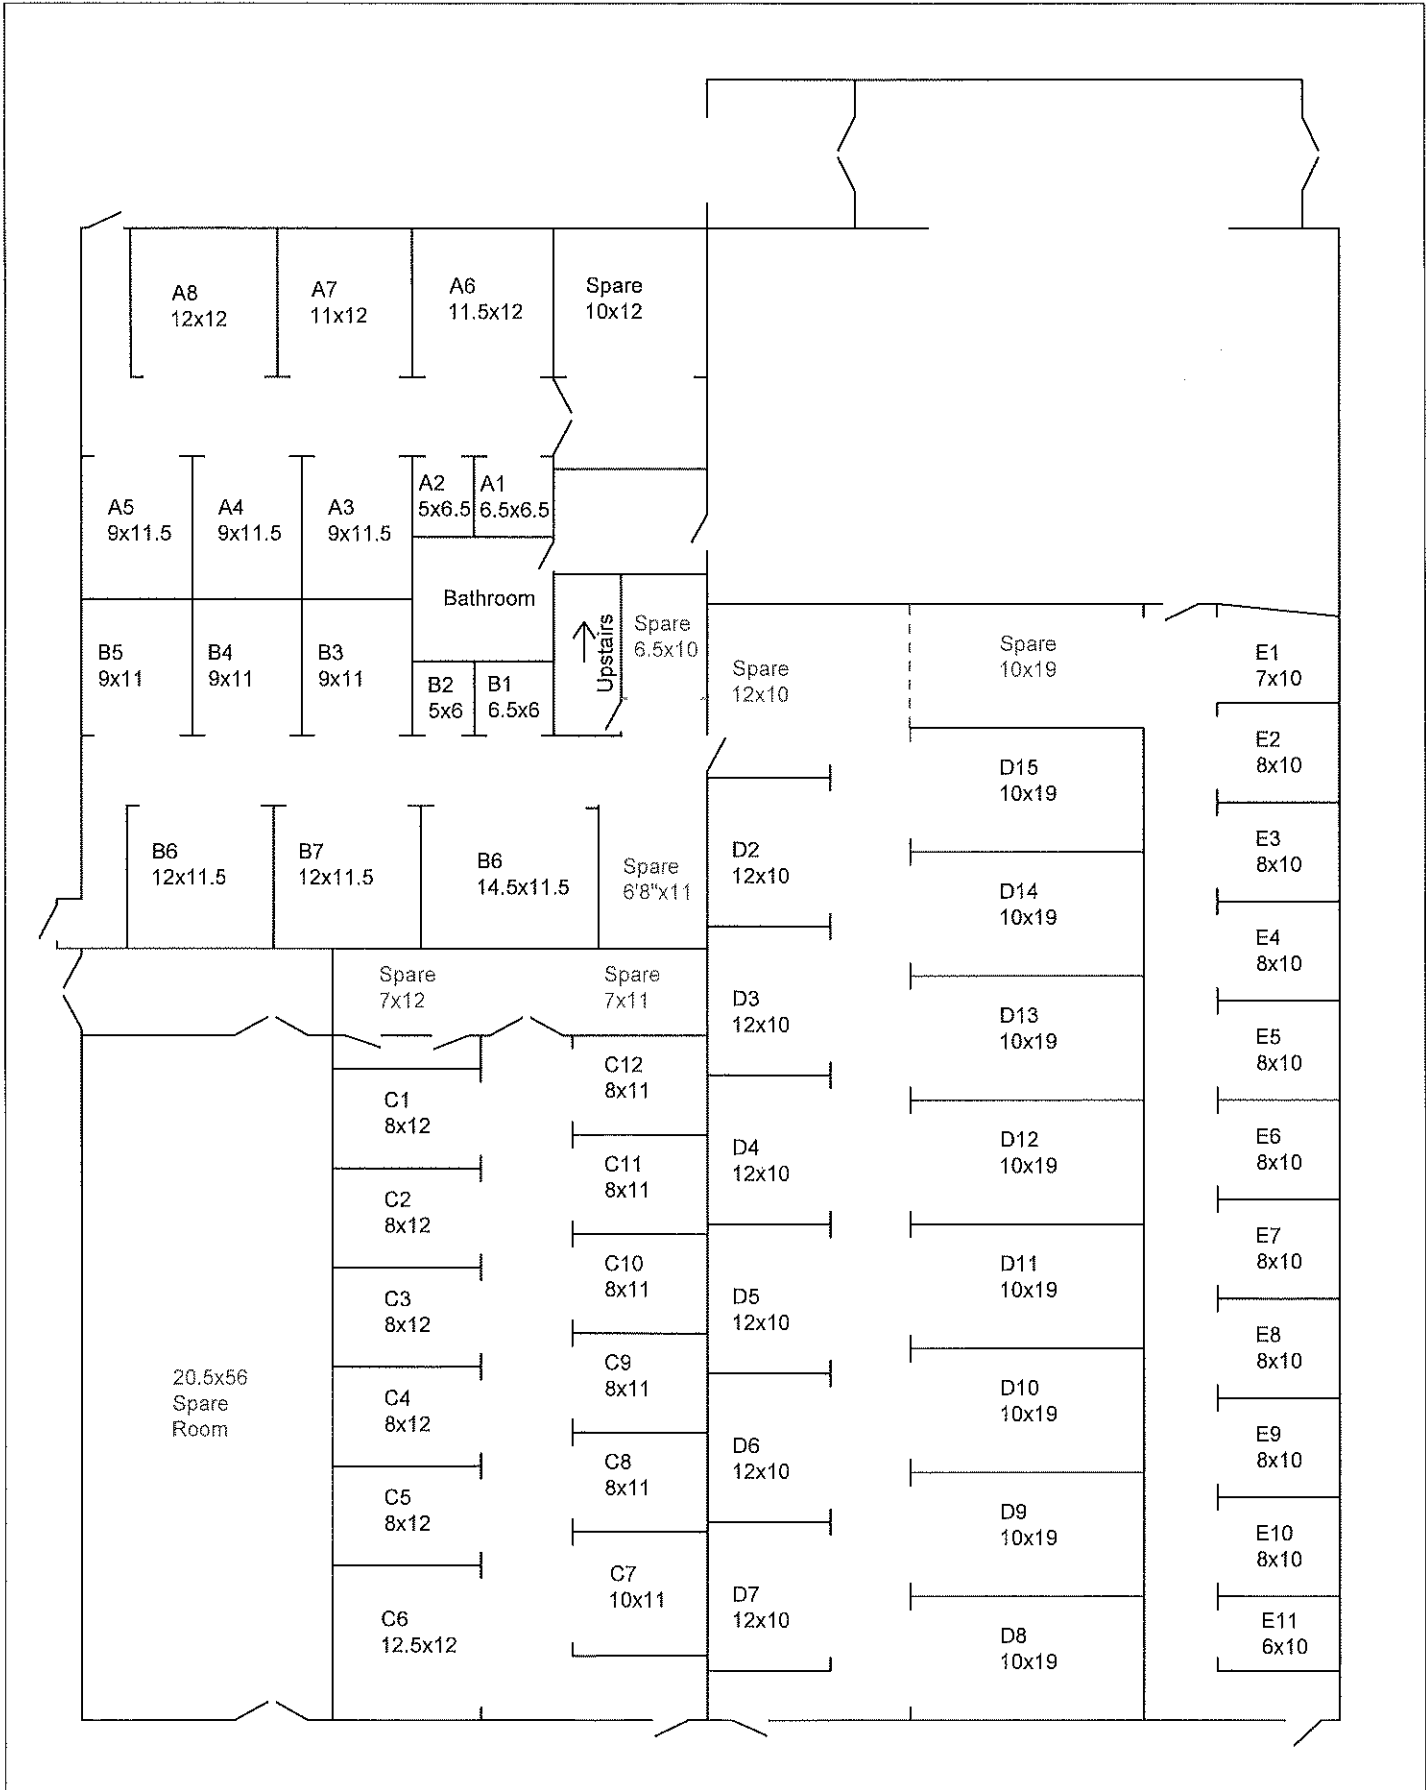 A8
12x12
A7
11x12
A6
11.5x12
Spare
10x12
A5
9x11.5
A4
9x11.5
A3
9x11.5
A2
5x6.5
A1
6.5x6.5
Bathroom
Upstairs
Spare
6.5x10
B5
9x11
B4
9x11
B3
9x11
B2
5x6
B1
6.5x6
B6
12x11.5
B7
12x11.5
B6
14.5x11.5
Spare
6'8"x11
Spare
7x12
Spare
7x11
20.5x56
Spare
Room
C1
8x12
C2
8x12
C3
8x12
C4
8x12
C5
8x12
C6
12.5x12
C12
8x11
C11
8x11
C10
8x11
C9
8x11
C8
8x11
C7
10x11
Spare
12x10
D2
12x10
D3
12x10
D4
12x10
D5
12x10
D6
12x10
D7
12x10
Spare
10x19
D15
10x19
D14
10x19
D13
10x19
D12
10x19
D11
10x19
D10
10x19
D9
10x19
D8
10x19
E1
7x10
E2
8x10
E3
8x10
E4
8x10
E5
8x10
E6
8x10
E7
8x10
E8
8x10
E9
8x10
E10
8x10
E11
6x10